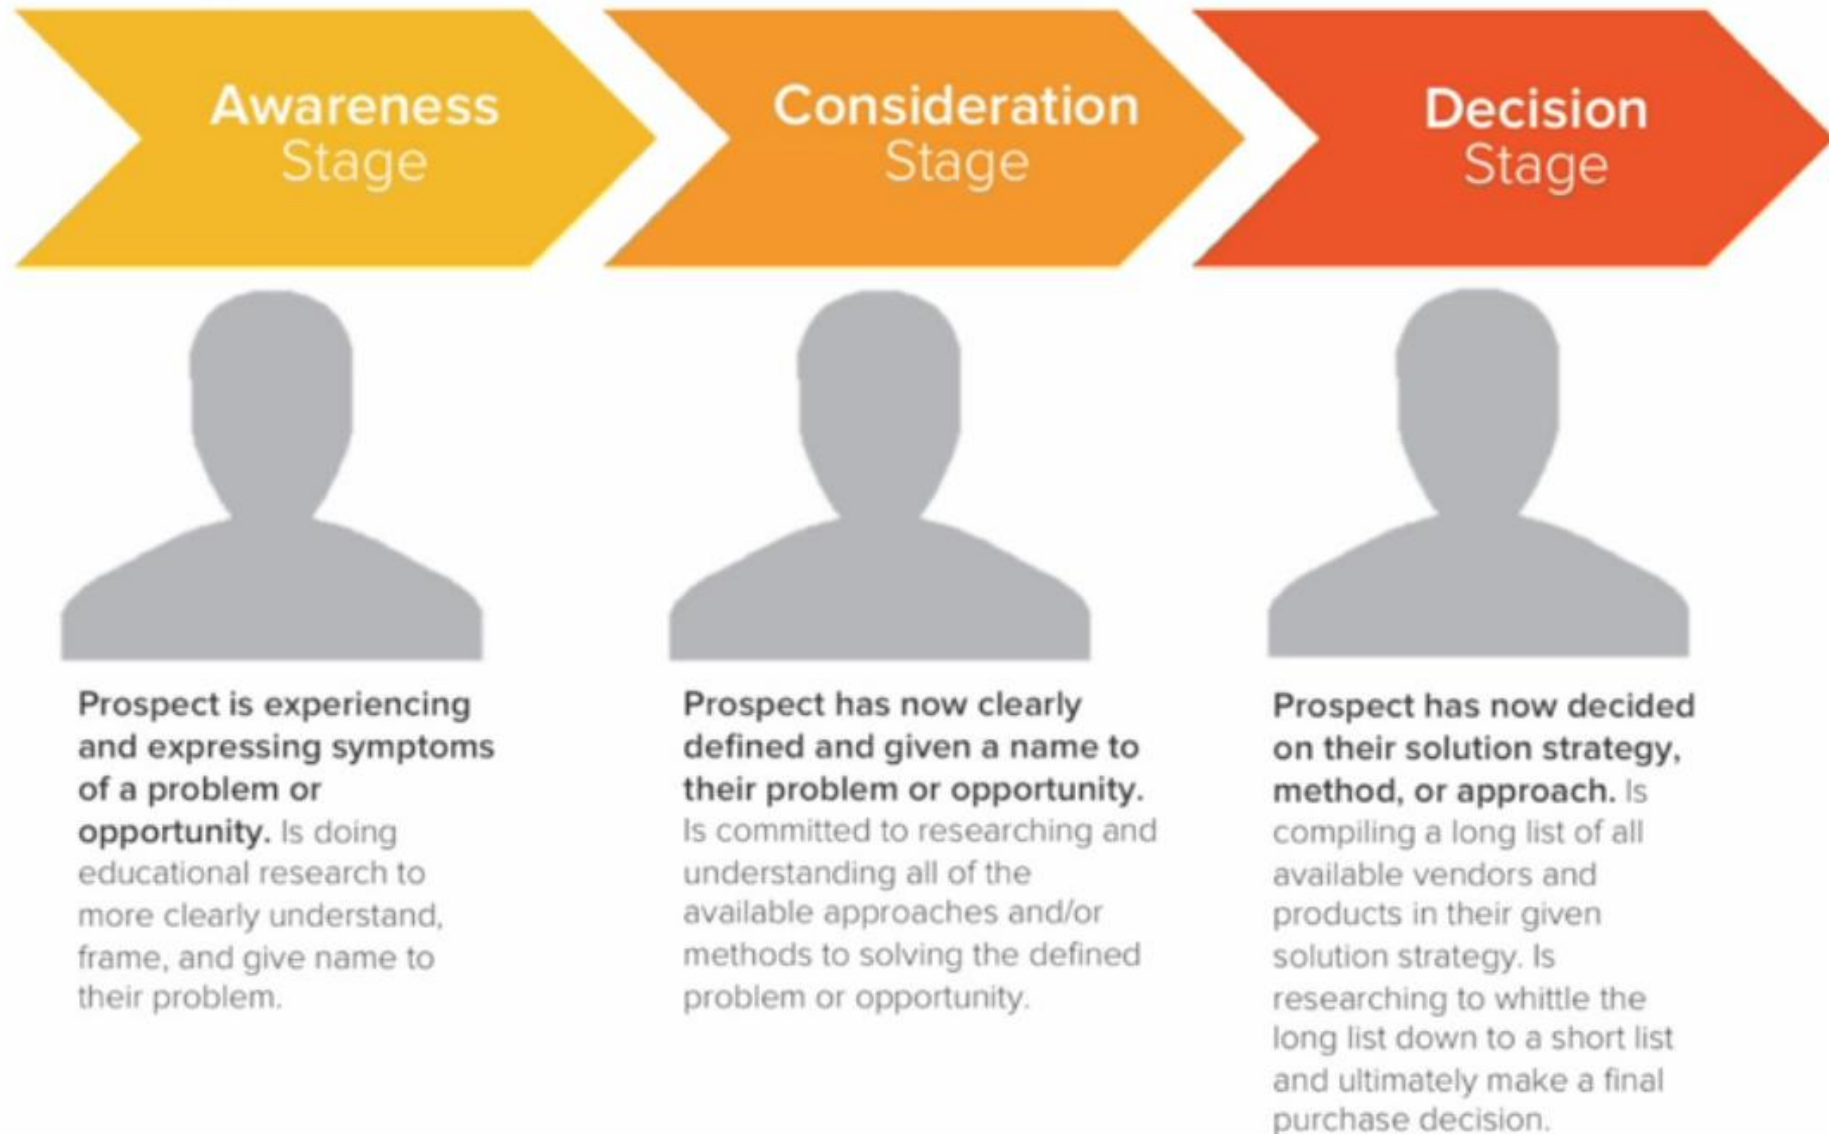 Awareness
Stage
Consideration
Stage
Decision
Stage
Prospect is experiencing
and expressing symptoms
of a problem or
opportunity. Is doing
educational research to
more clearly understand,
frame, and give name to
their problem.
Prospect has now clearly
defined and given a name to
their problem or opportunity.
Is committed to researching and
understanding all of the
available approaches and/or
methods to solving the defined
problem or opportunity.
Prospect has now decided
on their solution strategy,
method, or approach. Is
compiling a long list of all
available vendors and
products in their given
solution strategy. Is
researching to whittle the
long list down to a short list
and ultimately make a final
purchase decision.